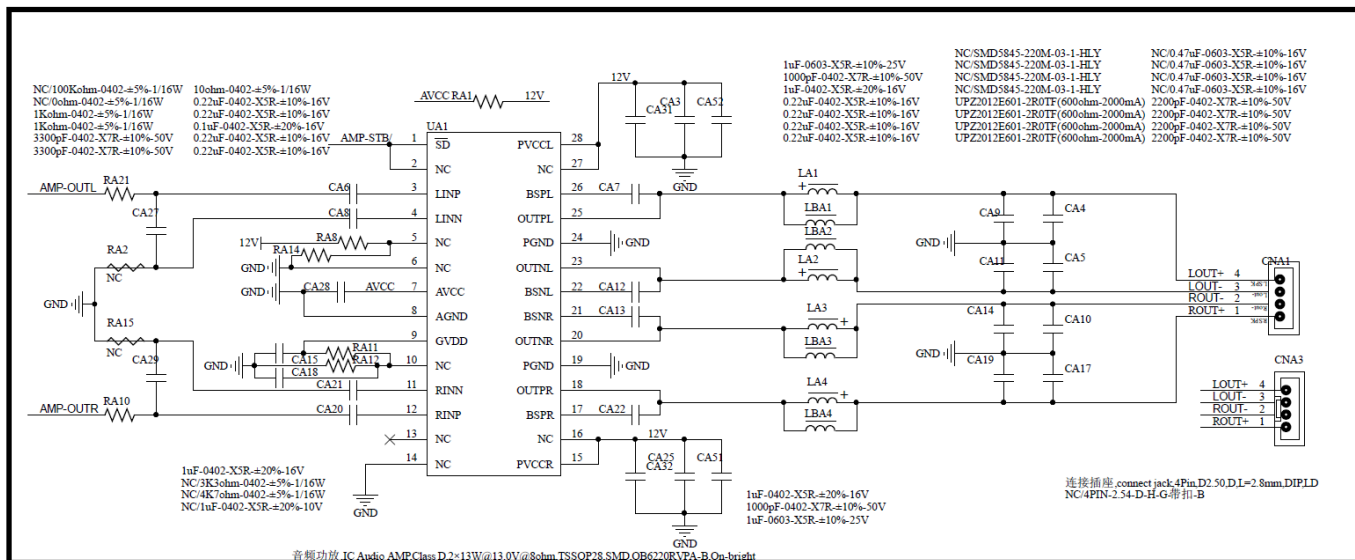 NC/100Kohm-0402-±5%-1/16W 10ohm-0402-±5%-1/16W
NC/0ohm-0402-±5%-1/16W 0.22uF-0402-X5R-±10%-16V
1Kohm-0402-±5%-1/16W 0.22uF-0402-X5R-±10%-16V
1Kohm-0402-±5%-1/16W 0.1uF-0402-X5R-±20%-16V
3300pF-0402-X7R-±10%-50V 0.22uF-0402-X5R-±10%-16V
3300pF-0402-X7R-±10%-50V 0.22uF-0402-X5R-±10%-16V
1uF-0603-X5R-±10%-25V
1000pF-0402-X7R-±10%-50V
1uF-0402-X5R-±20%-16V
0.22uF-0402-X5R-±10%-16V
0.22uF-0402-X5R-±10%-16V
0.22uF-0402-X5R-±10%-16V
0.22uF-0402-X5R-±10%-16V
NC/SMD5845-220M-03-1-HLY NC/0.47uF-0603-X5R-±10%-16V
NC/SMD5845-220M-03-1-HLY NC/0.47uF-0603-X5R-±10%-16V
NC/SMD5845-220M-03-1-HLY NC/0.47uF-0603-X5R-±10%-16V
NC/SMD5845-220M-03-1-HLY NC/0.47uF-0603-X5R-±10%-16V
UPZ2012E601-2R0TF(600ohm-2000mA) 2200pF-0402-X7R-±10%-50V
UPZ2012E601-2R0TF(600ohm-2000mA) 2200pF-0402-X7R-±10%-50V
UPZ2012E601-2R0TF(600ohm-2000mA) 2200pF-0402-X7R-±10%-50V
UPZ2012E601-2R0TF(600ohm-2000mA) 2200pF-0402-X7R-±10%-50V
AVCC RA1 12V
12V
CA31 CA3 CA52
GND
UA1
AMP-STB/ 1 SD PVCCL 28
2 NC NC 27
AMP-OUTL RA21 CA6 3 LINP BSPL 26 CA7
CA27 CA8 4 LINN OUTPL 25
12V RA8 5 NC PGND 24 GND
RA2 NC RA14 GND 6 NC OUTNL 23
GND CA28 AVCC 7 AVCC BSNL 22 CA12
GND 8 AGND BSNR 21 CA13
RA15 NC 9 GVDD OUTNR 20
GND CA15 RA11 RA12 10 NC PGND 19 GND
CA29 CA18 CA21 11 RINN OUTPR 18
AMP-OUTR RA10 CA20 12 RINP BSPR 17 CA22
13 NC NC 16 12V
14 NC PVCCR 15
GND
CA32 CA25 CA51
GND
LA1
LBA1
LBA2
LA2
LA3
LBA3
LA4
LBA4
CA9 CA4
GND
CA11 CA5
CA14 CA10
GND
CA19 CA17
CNA1
LOUT+ 4 LSPK
LOUT- 3 Lout-
ROUT- 2 Rout-
ROUT+ 1 RSPK
CNA3
LOUT+ 4
LOUT- 3
ROUT- 2
ROUT+ 1
1uF-0402-X5R-±20%-16V
NC/3K3ohm-0402-±5%-1/16W
NC/4K7ohm-0402-±5%-1/16W
NC/1uF-0402-X5R-±20%-10V
1uF-0402-X5R-±20%-16V
1000pF-0402-X7R-±10%-50V
1uF-0603-X5R-±10%-25V
连接插座,connect jack,4Pin,D2.50,D,L=2.8mm,DIP,LD
NC/4PIN-2.54-D-H-G-带扣-B
音频功放,IC Audio AMP,Class D,2×13W@13.0V@8ohm,TSSOP28,SMD,OB6220RVPA-B,On-bright